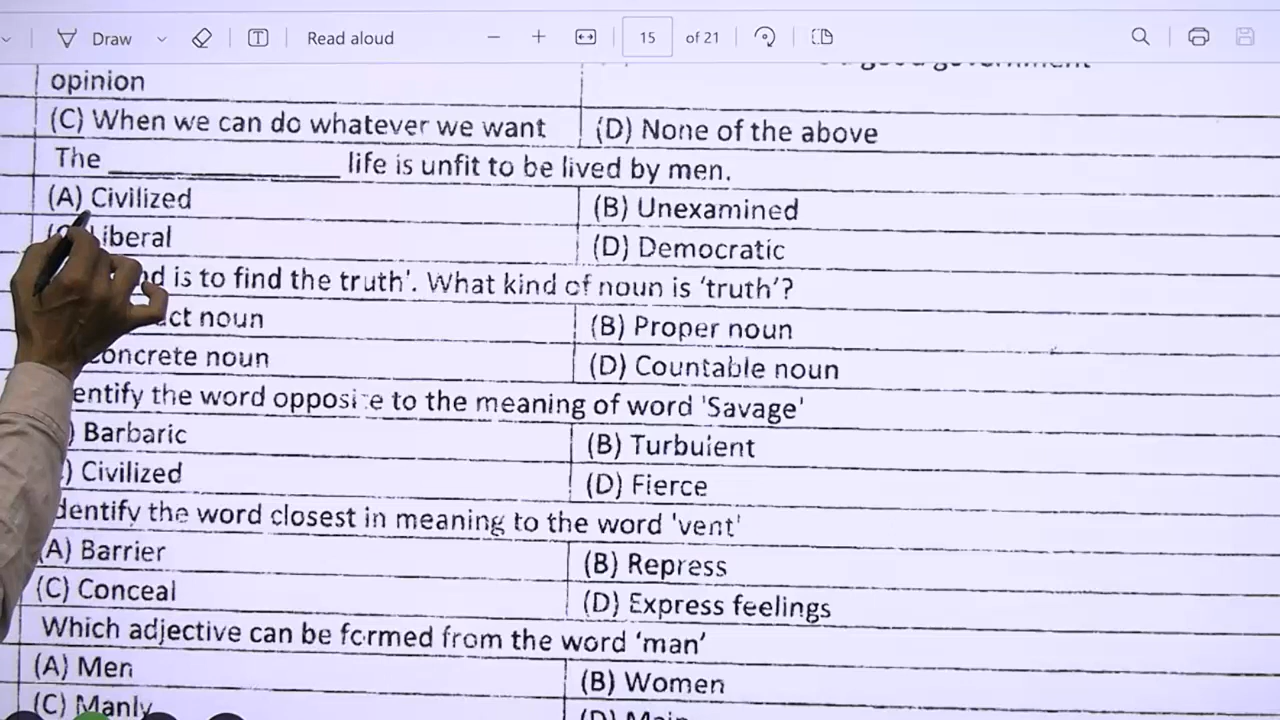 Draw Read aloud 15 of 21
opinion
(C) When we can do whatever we want (D) None of the above
The ____________ life is unfit to be lived by men.
(A) Civilized (B) Unexamined
Liberal (D) Democratic
is to find the truth'. What kind of noun is 'truth'?
noun (B) Proper noun
concrete noun (D) Countable noun
the word opposite to the meaning of word 'Savage'
Barbaric (B) Turbulent
Civilized (D) Fierce
the word closest in meaning to the word 'vent'
(A) Barrier (B) Repress
(C) Conceal (D) Express feelings
Which adjective can be formed from the word 'man'
(A) Men (B) Women
(C) Manly